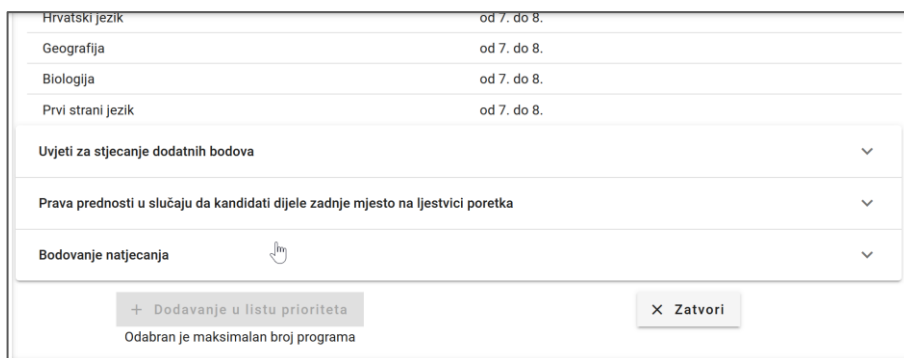 Hrvatski jezik od 7. do 8.
Geografija od 7. do 8.
Biologija od 7. do 8.
Prvi strani jezik od 7. do 8.
Uvjeti za stjecanje dodatnih bodova
Prava prednosti u slučaju da kandidati dijele zadnje mjesto na ljestvici poretka
Bodovanje natjecanja
+ Dodavanje u listu prioriteta × Zatvori
Odabran je maksimalan broj programa